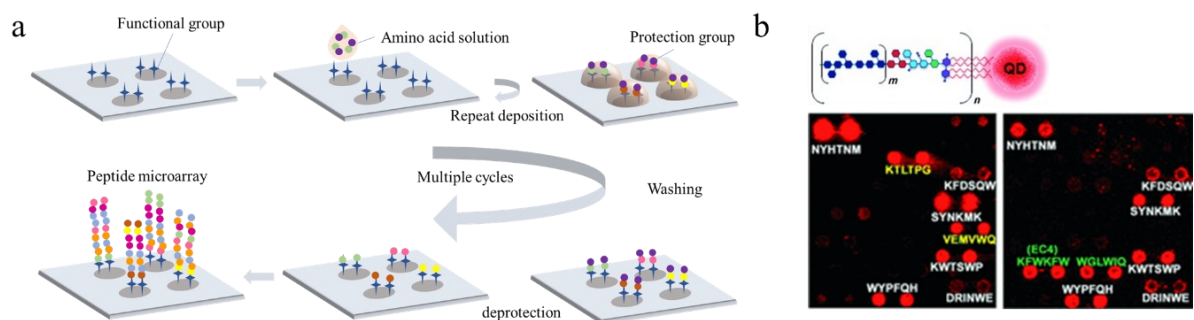 a
Functional group
Amino acid solution
Protection group
Repeat deposition
Multiple cycles
Washing
Peptide microarray
deprotection
b
m
n
QD
NYHTNM
KTLTPG
KFDSQW
SYNKMK
VEMVWQ
KWTSWP
WYPFQH
DRINWE
NYHTNM
KFDSQW
SYNKMK
(EC4)
KFWKFW WGLWIQ
KWTSWP
WYPFQH
DRINWE